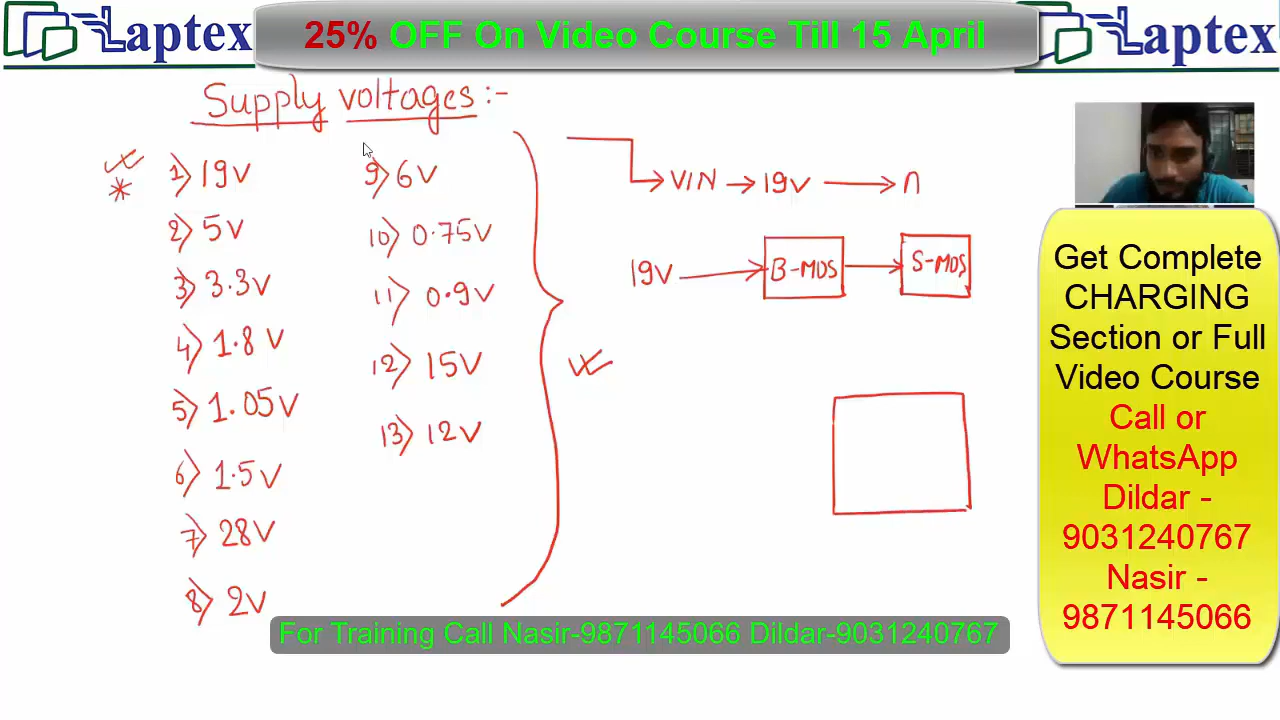 Laptex
25% OFF On Video Course Till 15 April
Laptex
Supply voltages :-
1) 19V
2) 5V
3) 3.3V
4) 1.8 V
5) 1.05V
6) 1.5V
7) 28V
8) 2V
9) 6V
10) 0.75V
11) 0.9V
12) 15V
13) 12V
VIN → 19V → n
19V → B-MOS → S-MOS
Get Complete
CHARGING
Section or Full
Video Course
Call or
WhatsApp
Dildar -
9031240767
Nasir -
9871145066
For Training Call Nasir-9871145066 Dildar-9031240767